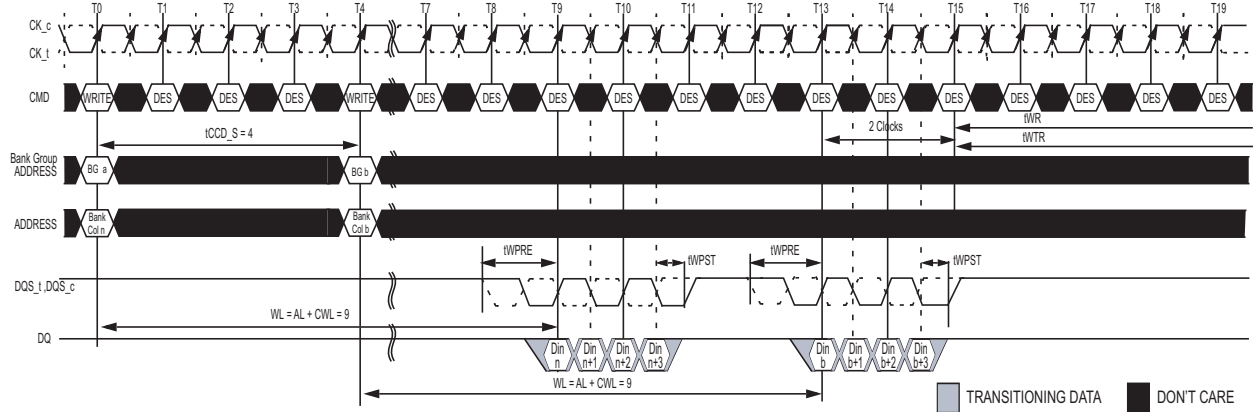 T0 T1 T2 T3 T4 T7 T8 T9 T10 T11 T12 T13 T14 T15 T16 T17 T18 T19
CK_c
CK_t
CMD WRITE DES DES DES WRITE DES DES DES DES DES DES DES DES DES DES DES DES DES
2 Clocks tWR
tCCD_S = 4 tWTR
Bank Group
ADDRESS BG a BG b
ADDRESS Bank
Col n Bank
Col b
tWPRE tWPST tWPRE tWPST
DQS_t ,DQS_c
WL = AL + CWL = 9
DQ Din
n Din
n+1 Din
n+2 Din
n+3 Din
b Din
b+1 Din
b+2 Din
b+3
WL = AL + CWL = 9
TRANSITIONING DATA DON'T CARE